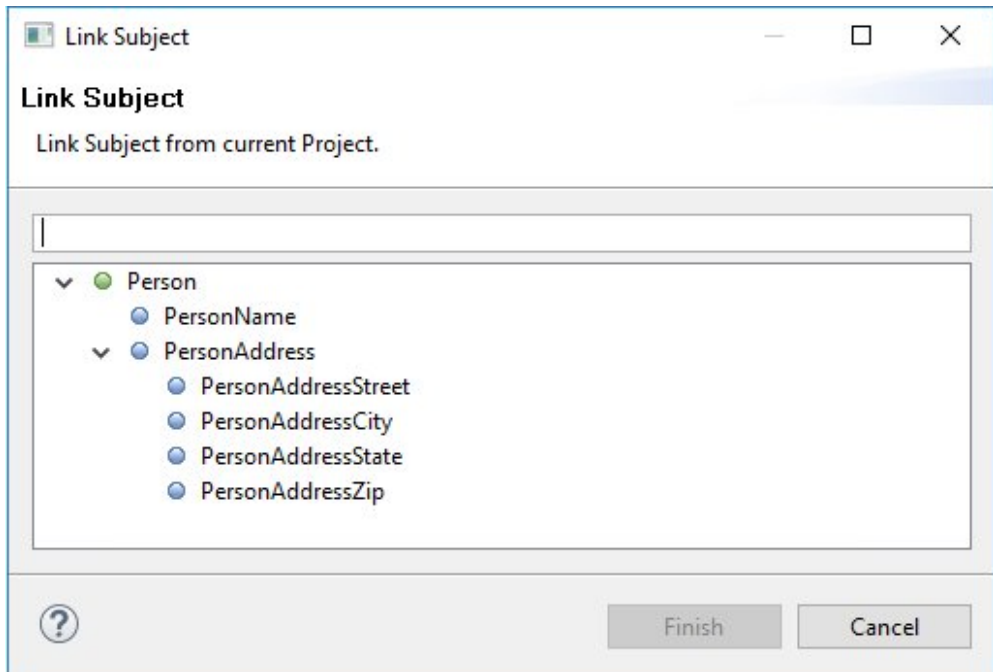 Link Subject
Link Subject
Link Subject from current Project.
Person
PersonName
PersonAddress
PersonAddressStreet
PersonAddressCity
PersonAddressState
PersonAddressZip
?
Finish Cancel